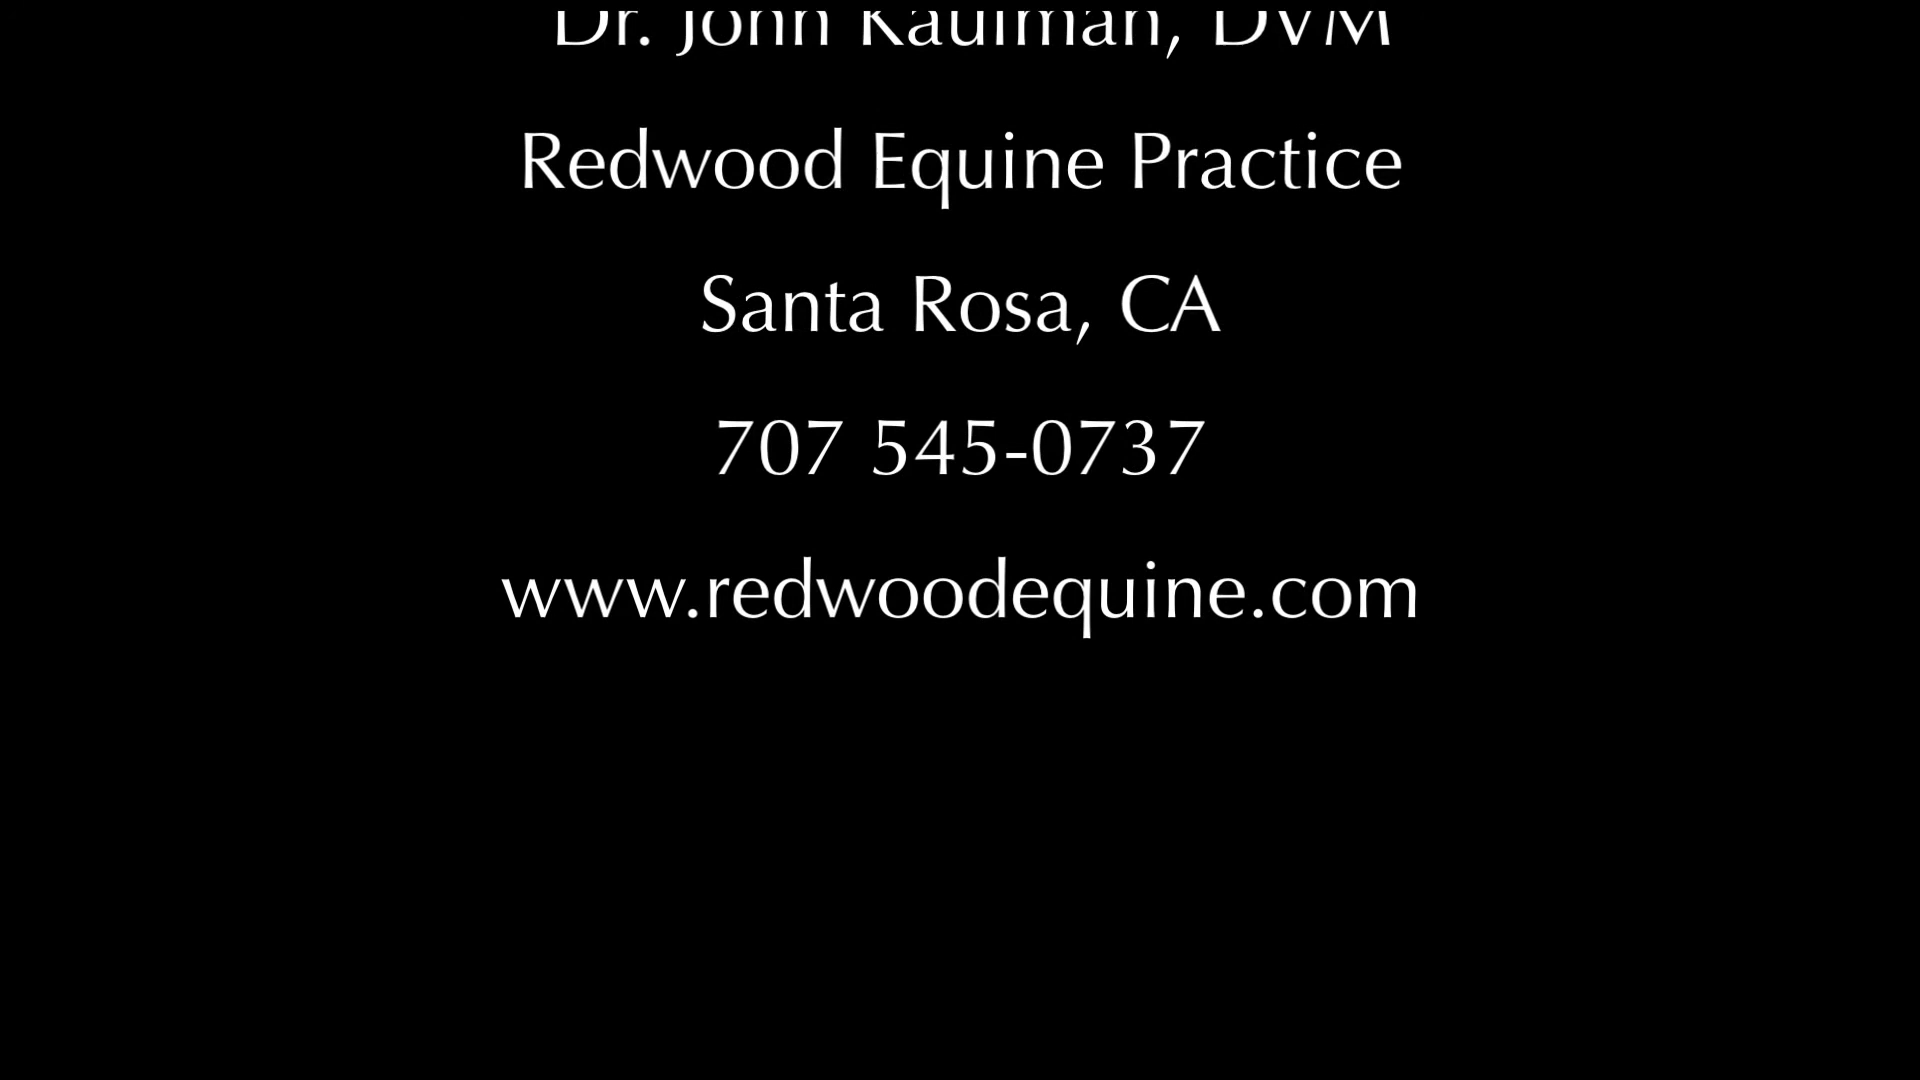 Dr. John Kaufman, DVM
Redwood Equine Practice
Santa Rosa, CA
707 545-0737
www.redwoodequine.com